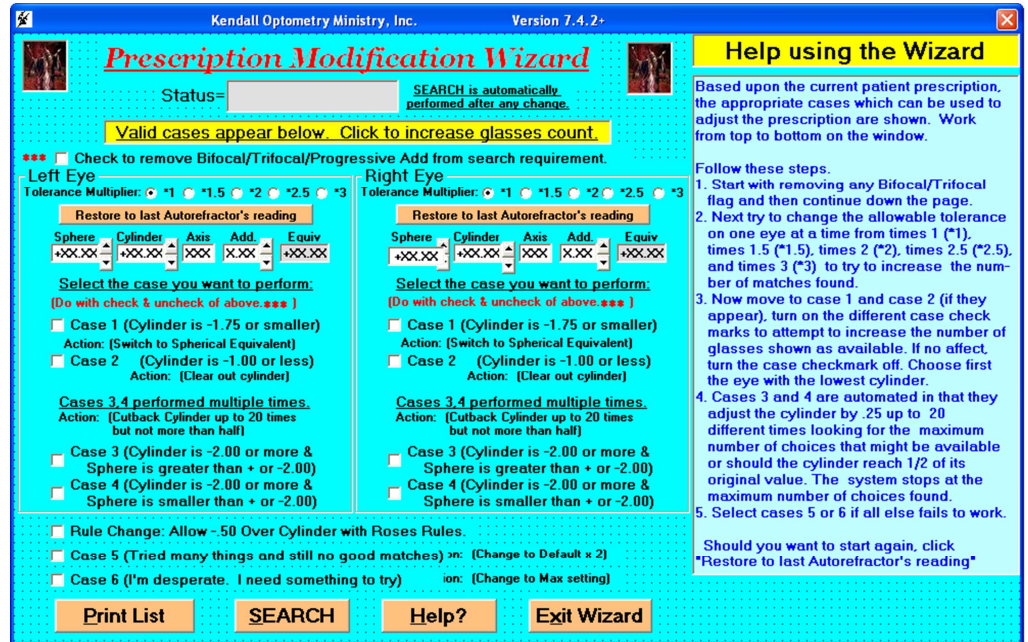 Kendall Optometry Ministry, Inc. Version 7.4.2+
Prescription Modification Wizard
Status=
SEARCH is automatically
performed after any change.
Valid cases appear below. Click to increase glasses count.
*** Check to remove Bifocal/Trifocal/Progressive Add from search requirement.
Left Eye
Tolerance Multiplier: *1 *1.5 *2 *2.5 *3
Restore to last Autorefractor's reading
Sphere Cylinder Axis Add. Equiv
+XX.XX +XX.XX XXX X.XX +XX.XX
Select the case you want to perform:
(Do with check & uncheck of above.*** )
Case 1 (Cylinder is -1.75 or smaller)
Action: (Switch to Spherical Equivalent)
Case 2 (Cylinder is -1.00 or less)
Action: (Clear out cylinder)
Cases 3,4 performed multiple times.
Action: (Cutback Cylinder up to 20 times
but not more than half)
Case 3 (Cylinder is -2.00 or more &
Sphere is greater than + or -2.00)
Case 4 (Cylinder is -2.00 or more &
Sphere is smaller than + or -2.00)
Right Eye
Tolerance Multiplier: *1 *1.5 *2 *2.5 *3
Restore to last Autorefractor's reading
Sphere Cylinder Axis Add. Equiv
+XX.XX +XX.XX XXX X.XX +XX.XX
Select the case you want to perform:
(Do with check & uncheck of above.*** )
Case 1 (Cylinder is -1.75 or smaller)
Action: (Switch to Spherical Equivalent)
Case 2 (Cylinder is -1.00 or less)
Action: (Clear out cylinder)
Cases 3,4 performed multiple times.
Action: (Cutback Cylinder up to 20 times
but not more than half)
Case 3 (Cylinder is -2.00 or more &
Sphere is greater than + or -2.00)
Case 4 (Cylinder is -2.00 or more &
Sphere is smaller than + or -2.00)
Rule Change: Allow -.50 Over Cylinder with Roses Rules.
Case 5 (Tried many things and still no good matches) on: (Change to Default x 2)
Case 6 (I'm desperate. I need something to try) ion: (Change to Max setting)
Print List SEARCH Help? Exit Wizard
Help using the Wizard
Based upon the current patient prescription,
the appropriate cases which can be used to
adjust the prescription are shown. Work
from top to bottom on the window.
Follow these steps.
1. Start with removing any Bifocal/Trifocal
flag and then continue down the page.
2. Next try to change the allowable tolerance
on one eye at a time from times 1 (*1),
times 1.5 (*1.5), times 2 (*2), times 2.5 (*2.5),
and times 3 (*3) to try to increase the num-
ber of matches found.
3. Now move to case 1 and case 2 (if they
appear), turn on the different case check
marks to attempt to increase the number of
glasses shown as available. If no affect,
turn the case checkmark off. Choose first
the eye with the lowest cylinder.
4. Cases 3 and 4 are automated in that they
adjust the cylinder by .25 up to 20
different times looking for the maximum
number of choices that might be available
or should the cylinder reach 1/2 of its
original value. The system stops at the
maximum number of choices found.
5. Select cases 5 or 6 if all else fails to work.
Should you want to start again, click
"Restore to last Autorefractor's reading"